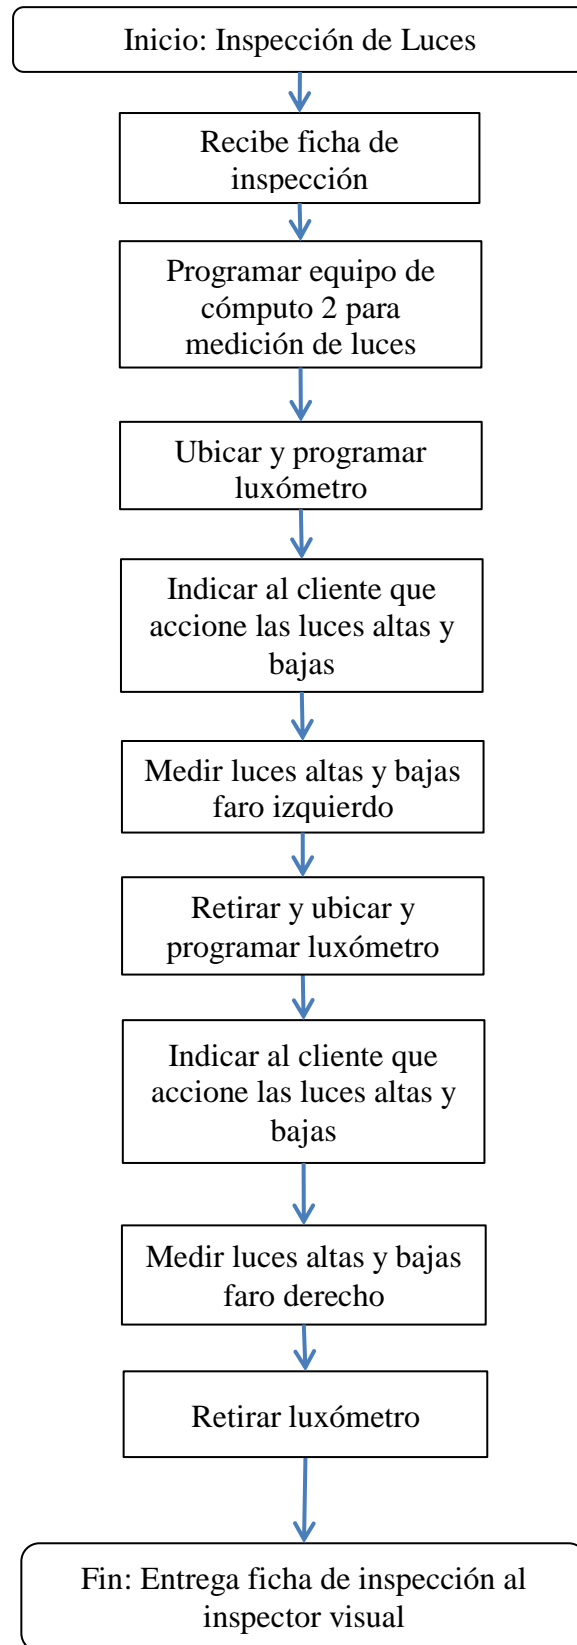 Inicio: Inspección de Luces
Recibe ficha de
inspección
Programar equipo de
cómputo 2 para
medición de luces
Ubicar y programar
luxómetro
Indicar al cliente que
accione las luces altas y
bajas
Medir luces altas y bajas
faro izquierdo
Retirar y ubicar y
programar luxómetro
Indicar al cliente que
accione las luces altas y
bajas
Medir luces altas y bajas
faro derecho
Retirar luxómetro
Fin: Entrega ficha de inspección al
inspector visual